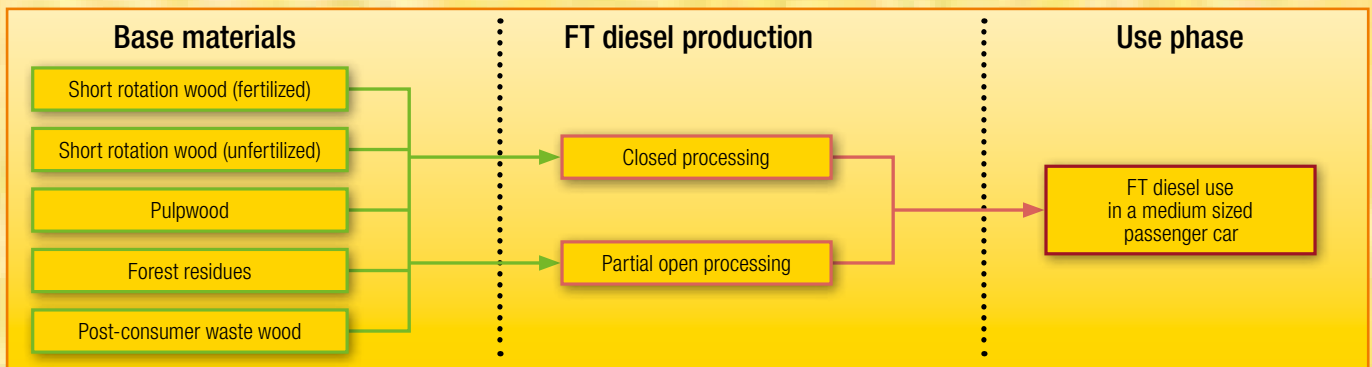 Base materials
FT diesel production
Use phase
Short rotation wood (fertilized)
Short rotation wood (unfertilized)
Pulpwood
Forest residues
Post-consumer waste wood
Closed processing
Partial open processing
FT diesel use
in a medium sized
passenger car